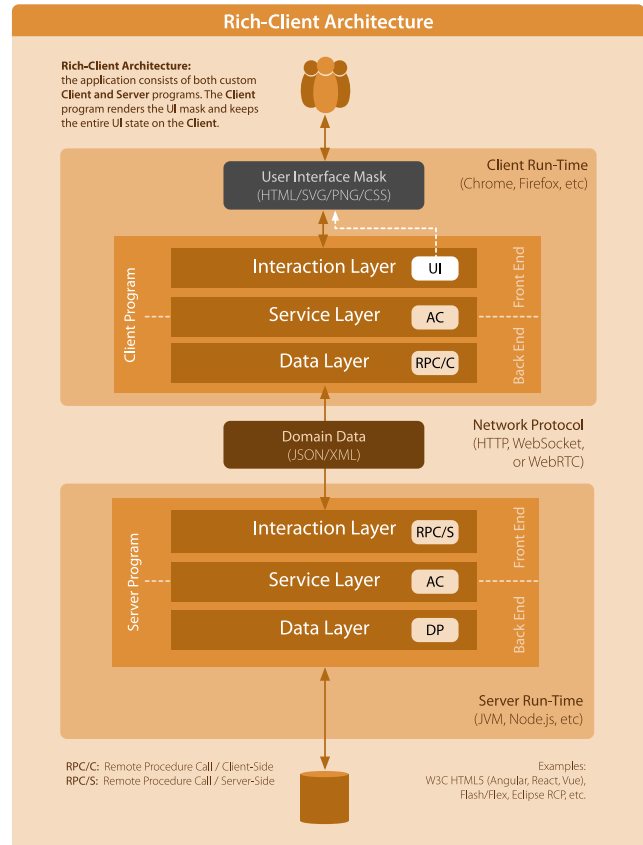 Rich-Client Architecture
Rich-Client Architecture:
the application consists of both custom
Client and Server programs. The Client
program renders the UI mask and keeps
the entire UI state on the Client.
User Interface Mask
(HTML/SVG/PNG/CSS)
Client Run-Time
(Chrome, Firefox, etc)
Client Program
Interaction Layer
UI
Service Layer
AC
Data Layer
RPC/C
Front End
Back End
Domain Data
(JSON/XML)
Network Protocol
(HTTP, WebSocket,
or WebRTC)
Server Program
Interaction Layer
RPC/S
Service Layer
AC
Data Layer
DP
Front End
Back End
Server Run-Time
(JVM, Node.js, etc)
RPC/C: Remote Procedure Call / Client-Side
RPC/S: Remote Procedure Call / Server-Side
Examples:
W3C HTML5 (Angular, React, Vue),
Flash/Flex, Eclipse RCP, etc.